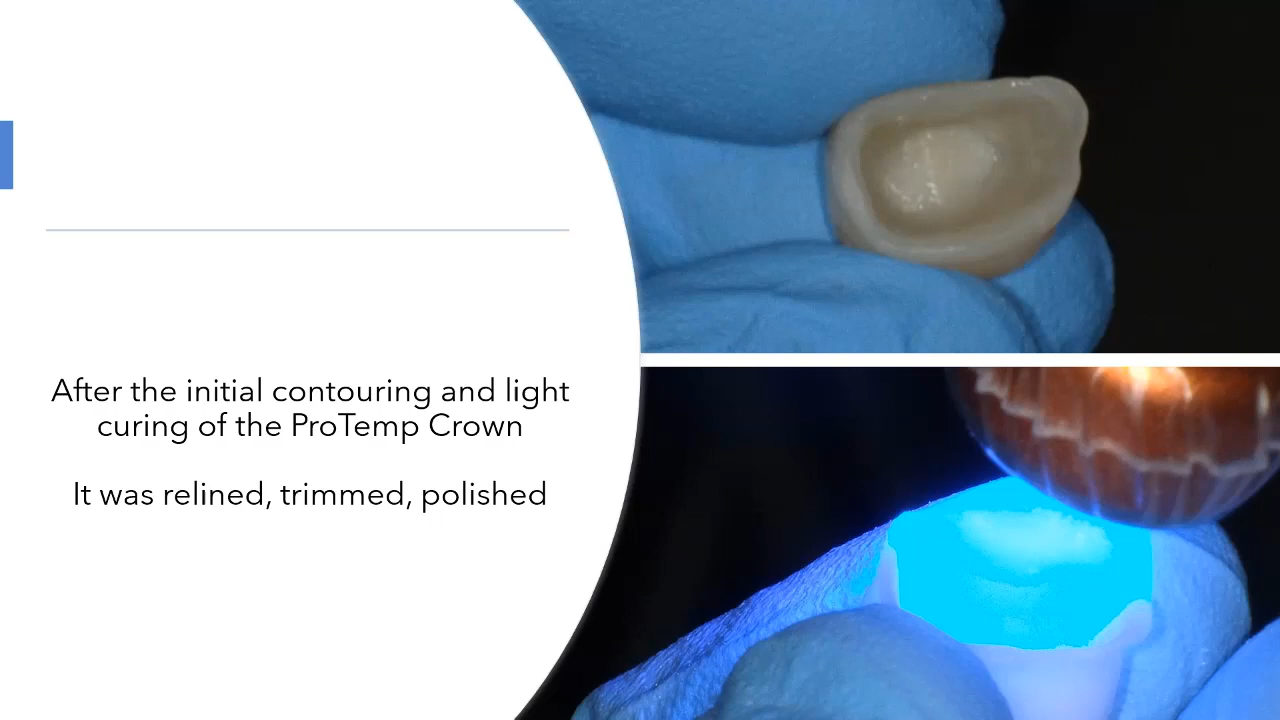 After the initial contouring and light
curing of the ProTemp Crown
It was relined, trimmed, polished